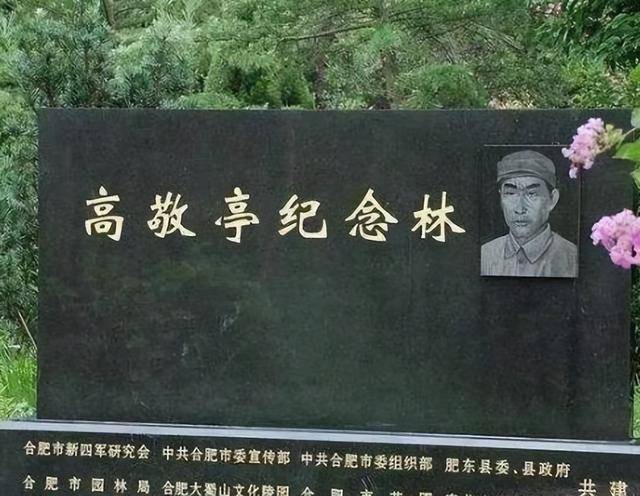 高敬亭纪念林
合肥市新四军研究会 中共合肥市委宣传部 中共合肥市委组织部 肥东县委、县政府
合肥市园林局 合肥大蜀山文化陵园 共建